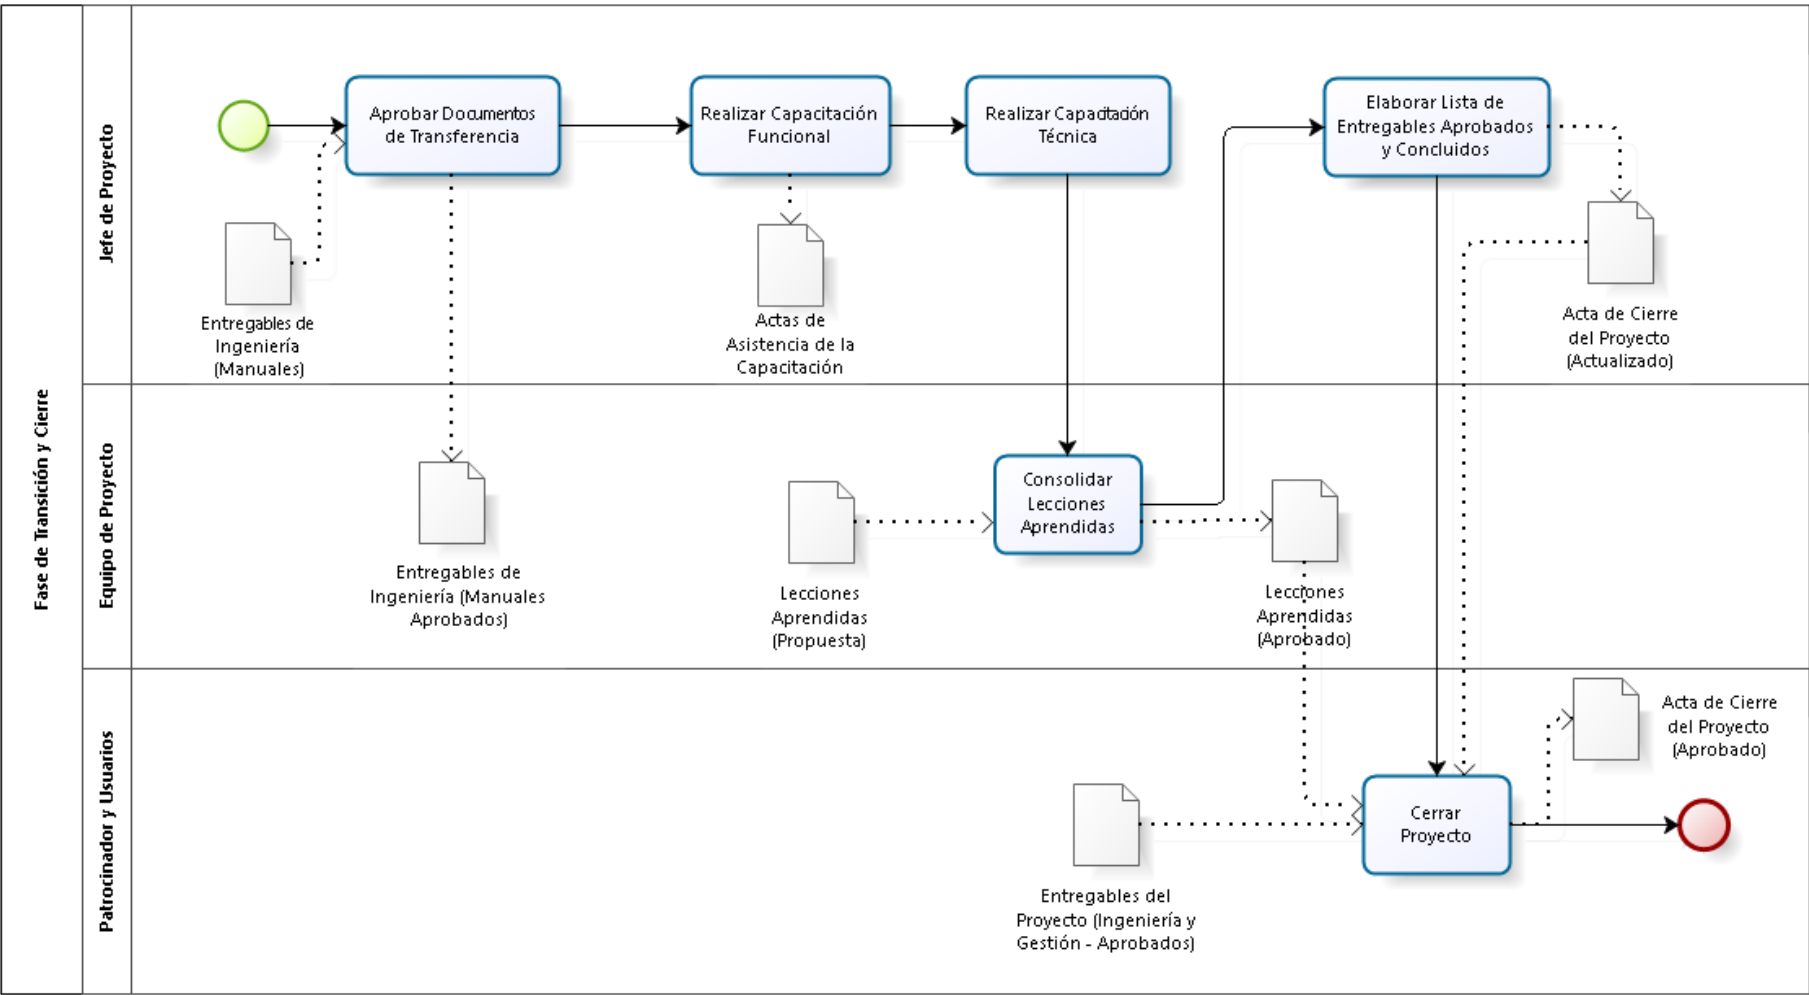 Fase de Transición y Cierre
Jefe de Proyecto
Aprobar Documentos
de Transferencia
Realizar Capacitación
Funcional
Realizar Capacitación
Técnica
Elaborar Lista de
Entregables Aprobados
y Concluidos
Entregables de
Ingeniería
(Manuales)
Actas de
Asistencia de la
Capacitación
Acta de Cierre
del Proyecto
(Actualizado)
Equipo de Proyecto
Entregables de
Ingeniería (Manuales
Aprobados)
Lecciones
Aprendidas
(Propuesta)
Consolidar
Lecciones
Aprendidas
Lecciones
Aprendidas
(Aprobado)
Patrocinador y Usuarios
Entregables del
Proyecto (Ingeniería y
Gestión - Aprobados)
Cerrar
Proyecto
Acta de Cierre
del Proyecto
(Aprobado)